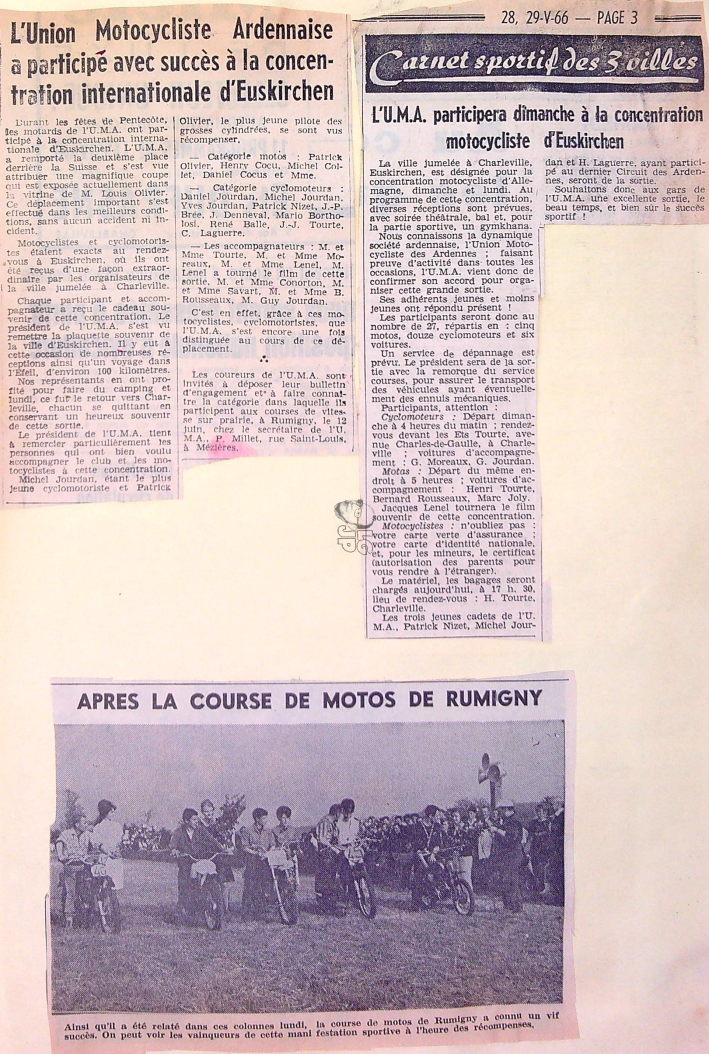 L'Union Motocycliste Ardennaise
a participé avec succès à la concen-
tration internationale d'Euskirchen
Durant les fêtes de Pentecôte,
les motards de l'U.M.A. ont par-
ticipé à la concentration interna-
tionale d'Euskirchen. L'U.M.A.
a remporté la deuxième place
derrière la Suisse et s'est vue
attribuer une magnifique coupe
qui est exposée actuellement dans
la vitrine de M. Louis Olivier.
Ce déplacement important s'est
effectué dans les meilleurs condi-
tions, sans aucun accident ni in-
cident.
Motocyclistes et cyclomotoris-
tes étaient exacts au rendez-
vous à Euskirchen, où ils ont
été reçus d'une façon extraor-
dinaire par les organisateurs de
la ville jumelée à Charleville.
Chaque participant et accom-
pagnateur a reçu le cadeau sou-
venir de cette concentration. Le
président de l'U.M.A. s'est vu
remettre la plaquette souvenir de
la ville d'Euskirchen. Il y eut à
cette occasion de nombreuses ré-
ceptions ainsi qu'un voyage dans
l'Efeil, d'environ 100 kilomètres.
Nos représentants en ont pro-
fité pour faire du camping et
lundi, ce fut le retour vers Char-
leville, chacun se quittant en
conservant un heureux souvenir
de cette sortie.
Le président de l'U.M.A. tient
à remercier particulièrement les
personnes qui ont bien voulu
accompagner le club et les mo-
tocyclistes à cette concentration.
Michel Jourdan, étant le plus
jeune cyclomotoriste et Patrick
Olivier, le plus jeune pilote des
grosses cylindrées, se sont vus
récompenser.
— Catégorie motos : Patrick
Olivier, Henry Cocu, Michel Col-
let, Daniel Cocus et Mme.
— Catégorie cyclomoteurs :
Daniel Jourdan, Michel Jourdan,
Yves Jourdan, Patrick Nizet, J.-P.
Brée, J. Denneval, Mario Bortho-
losi, René Balle, J.-J. Tourte,
C. Laguerre.
— Les accompagnateurs : M. et
Mme Tourte, M. et Mme Mo-
reaux, M. et Mme Lenel, M.
Lenel a tourné le film de cette
sortie, M. et Mme Conorton, M.
et Mme Savart, M. et Mme B.
Rousseaux, M. Guy Jourdan.
C'est en effet, grâce à ces mo-
tocyclistes, cyclomotoristes, que
l'U.M.A. s'est encore une fois
distinguée au cours de ce dé-
placement.
Les coureurs de l'U.M.A. sont
invités à déposer leur bulletin
d'engagement et à faire connaî-
tre la catégorie dans laquelle ils
participent aux courses de vites-
se sur prairie, à Rumigny, le 12
juin, chez le secrétaire de l'U.
M.A., P. Millet, rue Saint-Louis,
à Mézières.
28, 29-V-66 — PAGE 3
Carnet sportif des 3 villes
L'U.M.A. participera dimanche à la concentration
motocycliste d'Euskirchen
La ville jumelée à Charleville,
Euskirchen, est désignée pour la
concentration motocycliste d'Alle-
magne, dimanche et lundi. Au
programme de cette concentration,
diverses réceptions sont prévues,
avec soirée théâtrale, bal et, pour
la partie sportive, un gymkhana.
Nous connaissons la dynamique
société ardennaise, l'Union Moto-
cycliste des Ardennes ; faisant
preuve d'activité dans toutes les
occasions, l'U.M.A. vient donc de
confirmer son accord pour orga-
niser cette grande sortie.
Ses adhérents jeunes et moins
jeunes ont répondu présent !
Les participants seront donc au
nombre de 27, répartis en : cinq
motos, douze cyclomoteurs et six
voitures.
Un service de dépannage est
prévu. Le président sera de la sor-
tie avec la remorque du service
courses, pour assurer le transport
des véhicules ayant éventuelle-
ment des ennuis mécaniques.
Participants, attention :
Cyclomoteurs : Départ diman-
che à 4 heures du matin ; rendez-
vous devant les Ets Tourte, ave-
nue Charles-de-Gaulle, à Charle-
ville ; voitures d'accompagne-
ment : G. Moreaux, G. Jourdan.
Motos : Départ du même en-
droit à 5 heures ; voitures d'ac-
compagnement : Henri Tourte,
Bernard Rousseaux, Marc Joly.
Jacques Lenel tournera le film
souvenir de cette concentration.
Motocyclistes : n'oubliez pas :
votre carte verte d'assurance ;
votre carte d'identité nationale,
et, pour les mineurs, le certificat
(autorisation des parents pour
vous rendre à l'étranger).
Le matériel, les bagages seront
chargés aujourd'hui, à 17 h. 30,
lieu de rendez-vous : H. Tourte,
Charleville.
Les trois jeunes cadets de l'U.
M.A., Patrick Nizet, Michel Jour-
dan et H. Laguerre, ayant partici-
pé au dernier Circuit des Arden-
nes, seront de la sortie.
Souhaitons donc aux gars de
l'U.M.A. une excellente sortie, le
beau temps, et bien sûr le succès
sportif !
APRES LA COURSE DE MOTOS DE RUMIGNY
Ainsi qu'il a été relaté dans ces colonnes lundi, la course de motos de Rumigny a connu un vif
succès. On peut voir les vainqueurs de cette mani festation sportive à l'heure des récompenses.